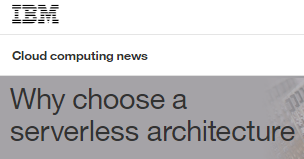 IBM
Cloud computing news
Why choose a
serverless architecture